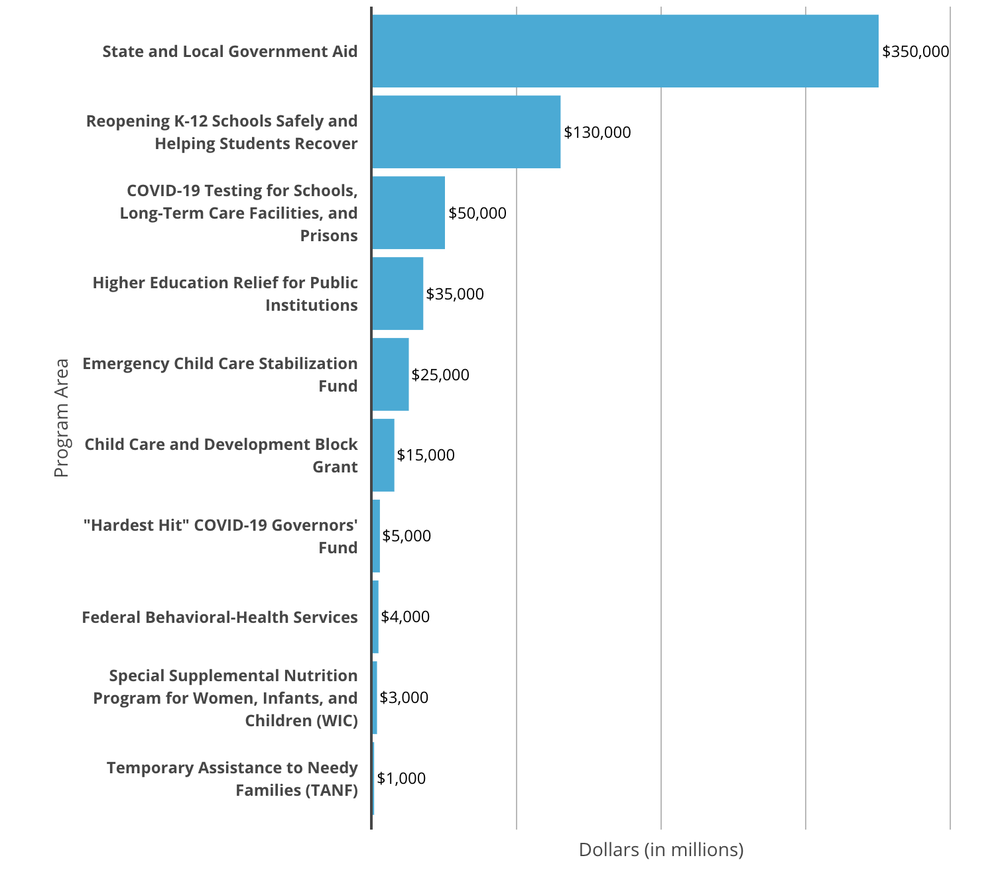 State and Local Government Aid
$350,000
Reopening K-12 Schools Safely and
Helping Students Recover
$130,000
COVID-19 Testing for Schools,
Long-Term Care Facilities, and
Prisons
$50,000
Higher Education Relief for Public
Institutions
$35,000
Emergency Child Care Stabilization
Fund
$25,000
Child Care and Development Block
Grant
$15,000
"Hardest Hit" COVID-19 Governors'
Fund
$5,000
Federal Behavioral-Health Services
$4,000
Special Supplemental Nutrition
Program for Women, Infants, and
Children (WIC)
$3,000
Temporary Assistance to Needy
Families (TANF)
$1,000
Program Area
Dollars (in millions)